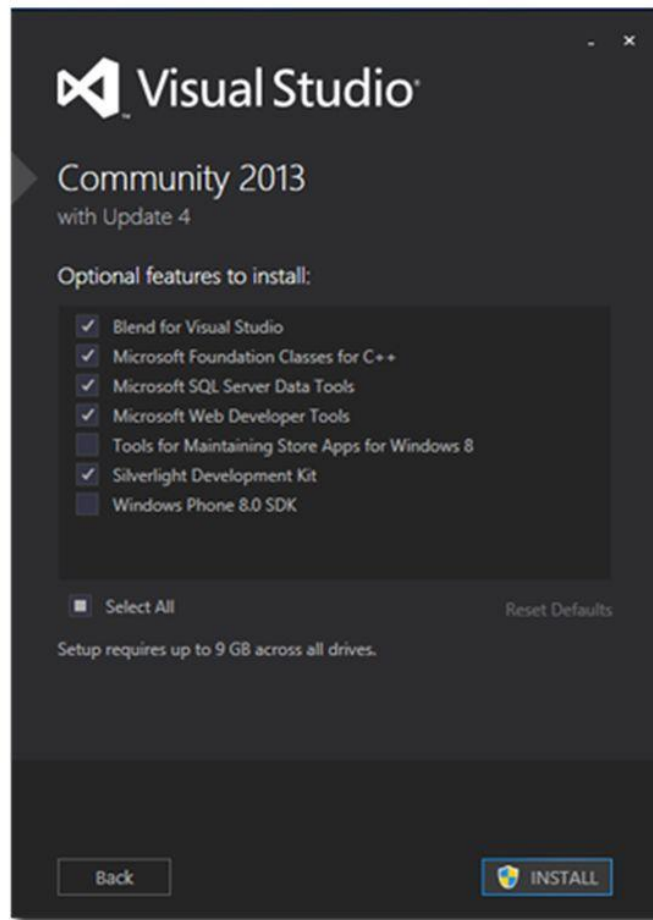 Visual Studio®
Community 2013
with Update 4
Optional features to install:
Blend for Visual Studio
Microsoft Foundation Classes for C++
Microsoft SQL Server Data Tools
Microsoft Web Developer Tools
Tools for Maintaining Store Apps for Windows 8
Silverlight Development Kit
Windows Phone 8.0 SDK
Select All
Reset Defaults
Setup requires up to 9 GB across all drives.
Back
INSTALL